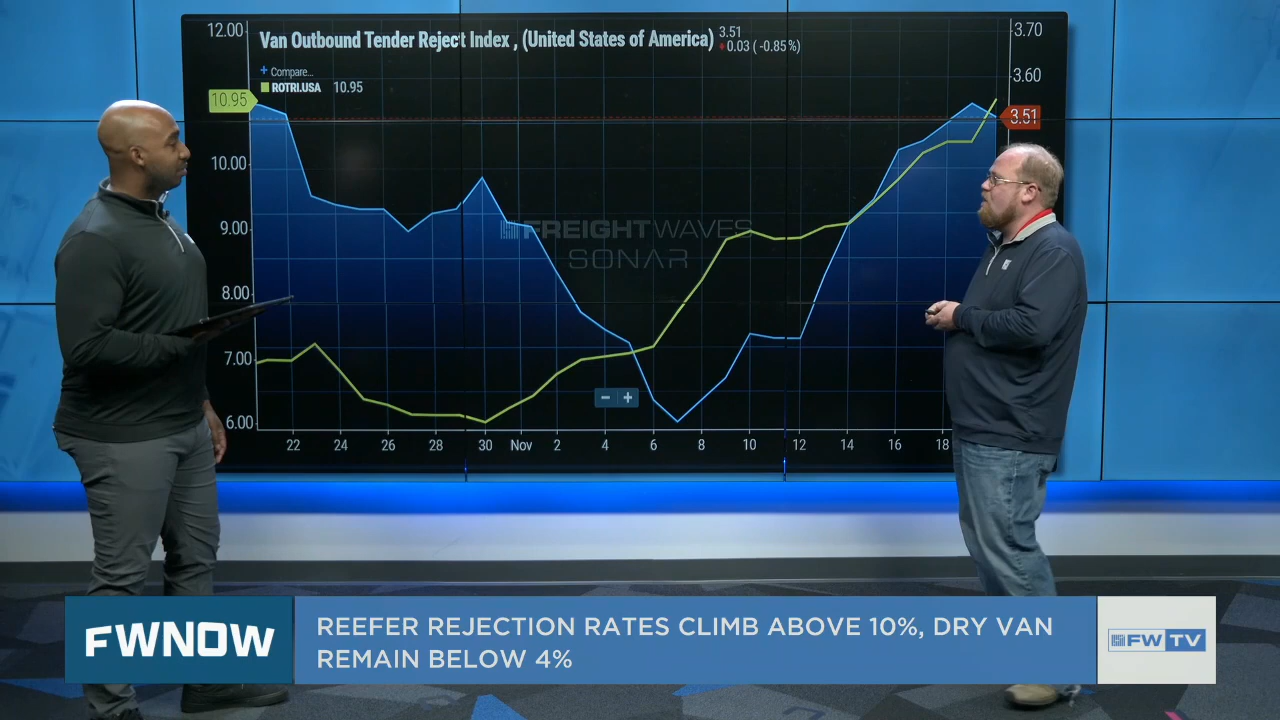 12.00
Van Outbound Tender Reject Index , (United States of America)
3.51
0.03 ( -0.85%)
3.70
+ Compare...
ROTRI.USA 10.95
3.60
10.95
3.51
10.00
9.00
FREIGHTWAVES
SONAR
8.00
7.00
− +
6.00
22 24 26 28 30 Nov 2 4 6 8 10 12 14 16 18
FWNOW
REEFER REJECTION RATES CLIMB ABOVE 10%, DRY VAN
REMAIN BELOW 4%
FW TV